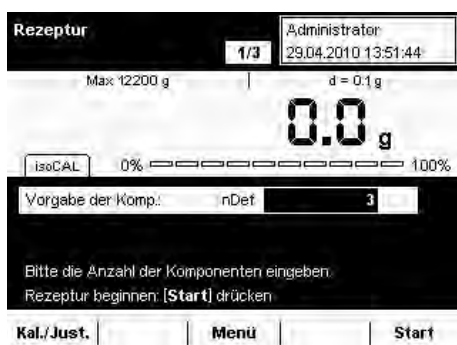 Rezeptur
1/3
Administrator
29.04.2010 13:51:44
Max 12200 g
d = 0.1 g
0.0 g
isoCAL 0% 100%
Vorgabe der Komp.: nDef 3
Bitte die Anzahl der Komponenten eingeben
Rezeptur beginnen: [Start] drücken
Kal./Just. Menü Start